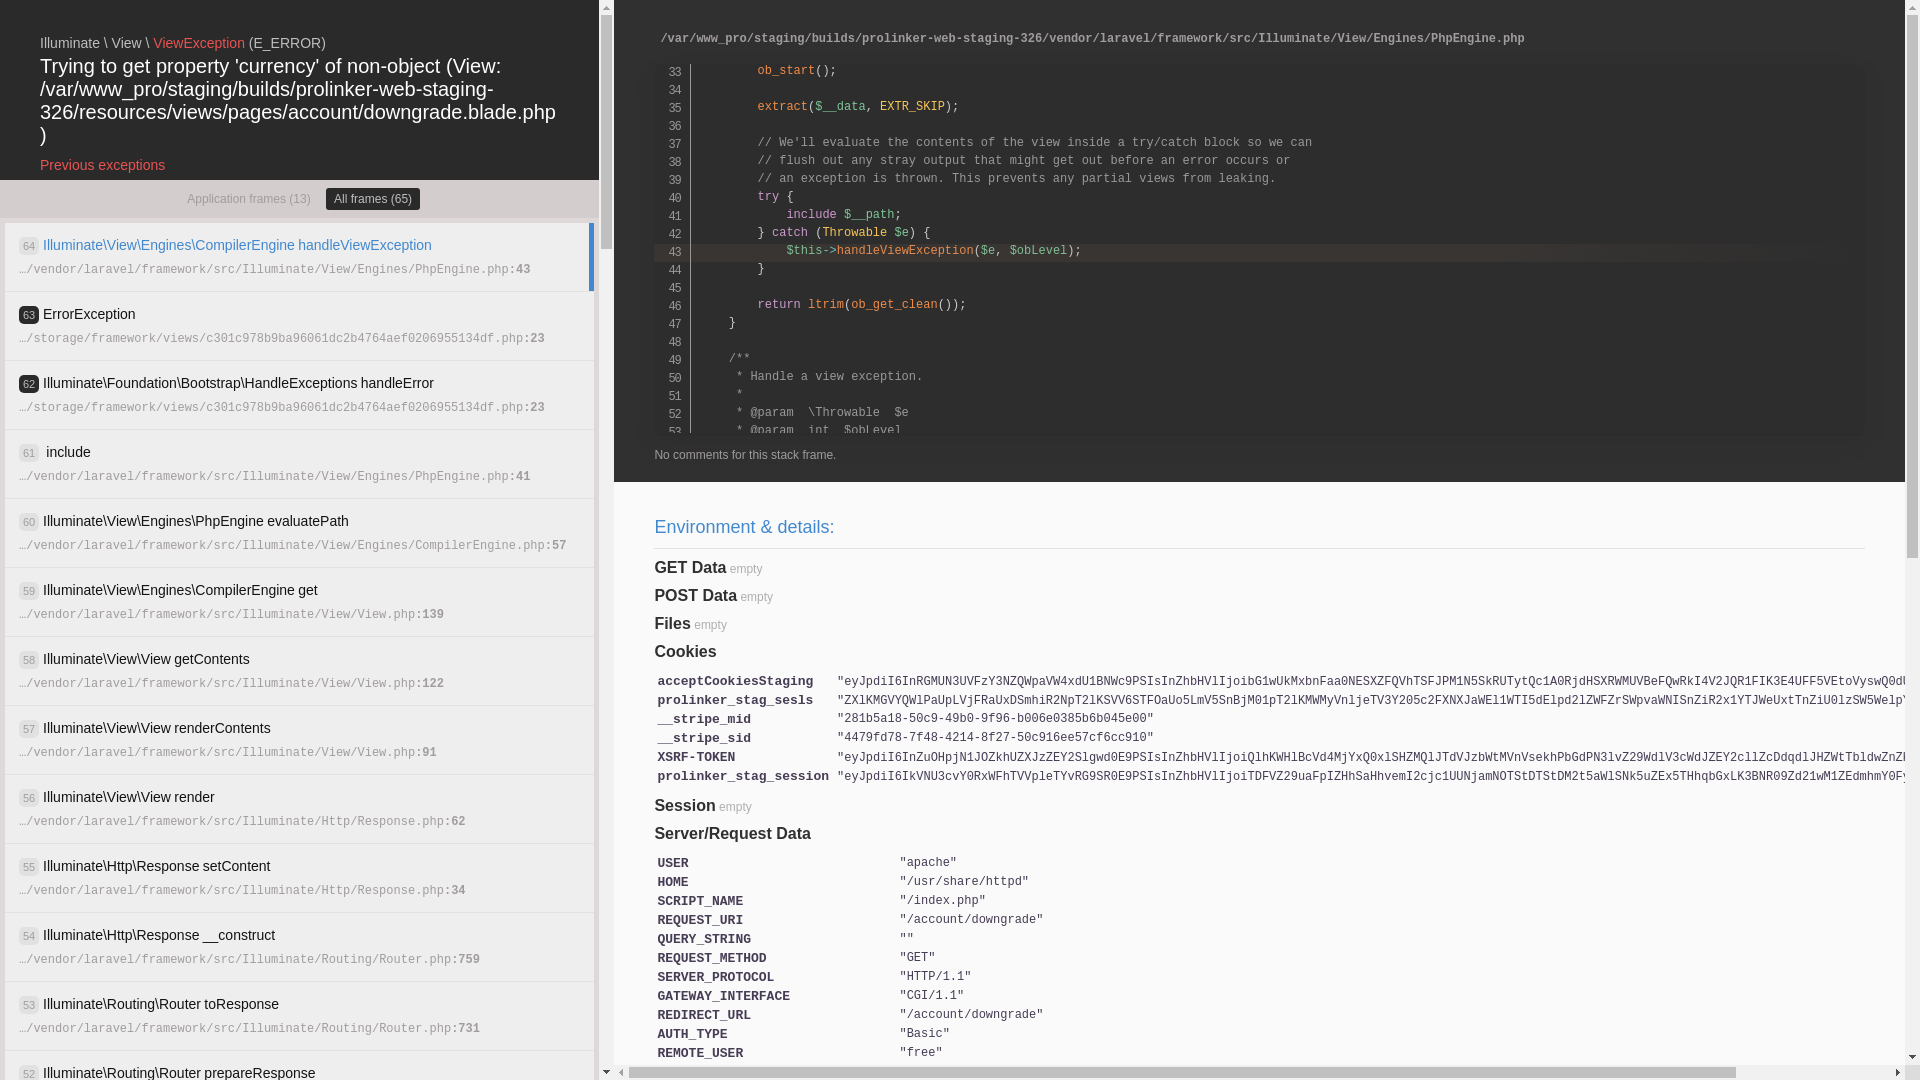 Illuminate \ View \ ViewException (E_ERROR)
Trying to get property 'currency' of non-object (View:
/var/www_pro/staging/builds/prolinker-web-staging-
326/resources/views/pages/account/downgrade.blade.php
)
Previous exceptions
Application frames (13) All frames (65)
64 Illuminate\View\Engines\CompilerEngine handleViewException
…/vendor/laravel/framework/src/Illuminate/View/Engines/PhpEngine.php:43
63 ErrorException
…/storage/framework/views/c301c978b9ba96061dc2b4764aef0206955134df.php:23
62 Illuminate\Foundation\Bootstrap\HandleExceptions handleError
…/storage/framework/views/c301c978b9ba96061dc2b4764aef0206955134df.php:23
61 include
…/vendor/laravel/framework/src/Illuminate/View/Engines/PhpEngine.php:41
60 Illuminate\View\Engines\PhpEngine evaluatePath
…/vendor/laravel/framework/src/Illuminate/View/Engines/CompilerEngine.php:57
59 Illuminate\View\Engines\CompilerEngine get
…/vendor/laravel/framework/src/Illuminate/View/View.php:139
58 Illuminate\View\View getContents
…/vendor/laravel/framework/src/Illuminate/View/View.php:122
57 Illuminate\View\View renderContents
…/vendor/laravel/framework/src/Illuminate/View/View.php:91
56 Illuminate\View\View render
…/vendor/laravel/framework/src/Illuminate/Http/Response.php:62
55 Illuminate\Http\Response setContent
…/vendor/laravel/framework/src/Illuminate/Http/Response.php:34
54 Illuminate\Http\Response __construct
…/vendor/laravel/framework/src/Illuminate/Routing/Router.php:759
53 Illuminate\Routing\Router toResponse
…/vendor/laravel/framework/src/Illuminate/Routing/Router.php:731
52 Illuminate\Routing\Router prepareResponse
/var/www_pro/staging/builds/prolinker-web-staging-326/vendor/laravel/framework/src/Illuminate/View/Engines/PhpEngine.php
33 ob_start();
34
35 extract($__data, EXTR_SKIP);
36
37 // We'll evaluate the contents of the view inside a try/catch block so we can
38 // flush out any stray output that might get out before an error occurs or
39 // an exception is thrown. This prevents any partial views from leaking.
40 try {
41 include $__path;
42 } catch (Throwable $e) {
43 $this->handleViewException($e, $obLevel);
44 }
45
46 return ltrim(ob_get_clean());
47 }
48
49 /**
50 * Handle a view exception.
51 *
52 * @param \Throwable $e
53 * @param int $obLevel
No comments for this stack frame.
Environment & details:
GET Data empty
POST Data empty
Files empty
Cookies
acceptCookiesStaging
prolinker_stag_sesls
__stripe_mid "281b5a18-50c9-49b0-9f96-b006e0385b6b045e00"
__stripe_sid "4479fd78-7f48-4214-8f27-50c916ee57cf6cc910"
XSRF-TOKEN
prolinker_stag_session
Session empty
Server/Request Data
USER "apache"
HOME "/usr/share/httpd"
SCRIPT_NAME "/index.php"
REQUEST_URI "/account/downgrade"
QUERY_STRING ""
REQUEST_METHOD "GET"
SERVER_PROTOCOL "HTTP/1.1"
GATEWAY_INTERFACE "CGI/1.1"
REDIRECT_URL "/account/downgrade"
AUTH_TYPE "Basic"
REMOTE_USER "free"